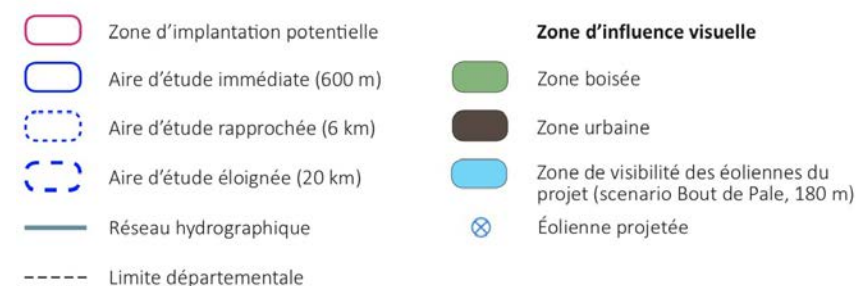 Zone d'implantation potentielle
Aire d'étude immédiate (600 m)
Aire d'étude rapprochée (6 km)
Aire d'étude éloignée (20 km)
Réseau hydrographique
Limite départementale
Zone d'influence visuelle
Zone boisée
Zone urbaine
Zone de visibilité des éoliennes du
projet (scenario Bout de Pale, 180 m)
Éolienne projetée